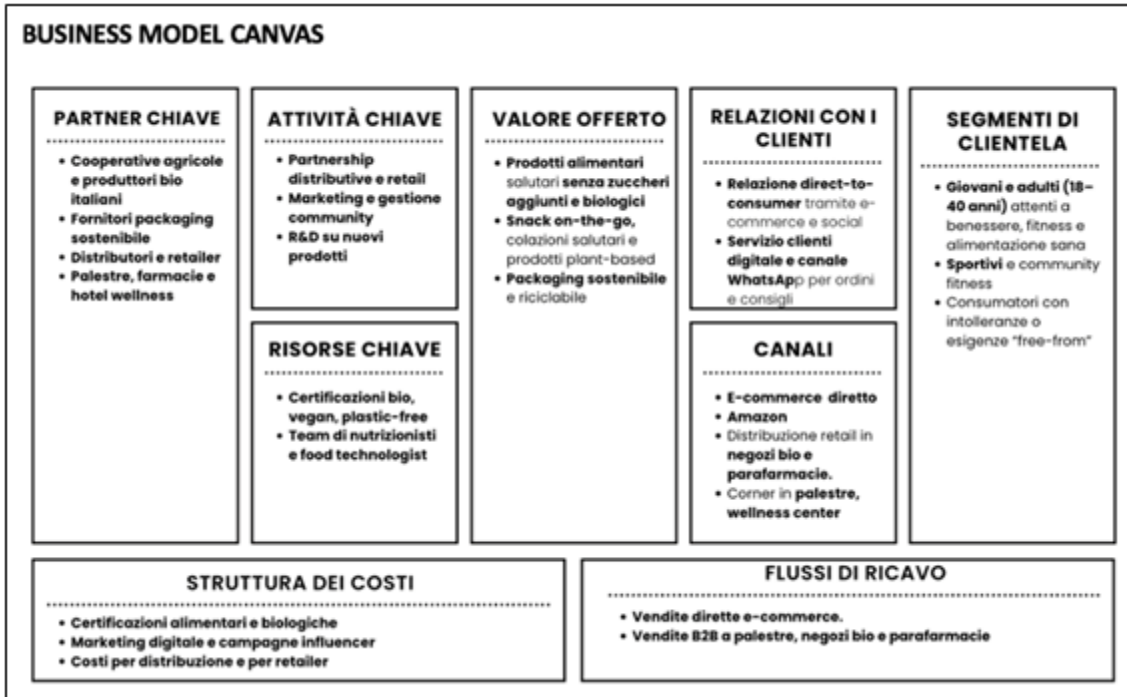 BUSINESS MODEL CANVAS
PARTNER CHIAVE
• Cooperative agricole
e produttori bio
italiani
• Fornitori packaging
sostenibile
• Distributori e retailer
• Palestre, farmacie e
hotel wellness
ATTIVITÀ CHIAVE
• Partnership
distributive e retail
• Marketing e gestione
community
• R&D su nuovi
prodotti
RISORSE CHIAVE
• Certificazioni bio,
vegan, plastic-free
• Team di nutrizionisti
e food technologist
VALORE OFFERTO
• Prodotti alimentari
salutari senza zuccheri
aggiunti e biologici
• Snack on-the-go,
colazioni salutari e
prodotti plant-based
• Packaging sostenibile
e riciclabile
RELAZIONI CON I
CLIENTI
• Relazione direct-to-
consumer tramite e-
commerce e social
• Servizio clienti
digitale e canale
WhatsApp per ordini
e consigli
CANALI
• E-commerce diretto
• Amazon
• Distribuzione retail in
negozi bio e
parafarmacie.
• Corner in palestre,
wellness center
SEGMENTI DI
CLIENTELA
• Giovani e adulti (18–
40 anni) attenti a
benessere, fitness e
alimentazione sana
• Sportivi e community
fitness
• Consumatori con
intolleranze o
esigenze “free-from”
STRUTTURA DEI COSTI
• Certificazioni alimentari e biologiche
• Marketing digitale e campagne influencer
• Costi per distribuzione e per retailer
FLUSSI DI RICAVO
• Vendite dirette e-commerce.
• Vendite B2B a palestre, negozi bio e parafarmacie